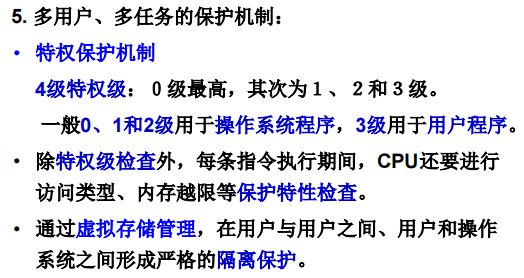 5. 多用户、多任务的保护机制：
• 特权保护机制
4级特权级：0级最高，其次为1、2和3级。
一般0、1和2级用于操作系统程序，3级用于用户程序。
• 除特权级检查外，每条指令执行期间，CPU还要进行
访问类型、内存越限等保护特性检查。
• 通过虚拟存储管理，在用户与用户之间、用户和操作
系统之间形成严格的隔离保护。